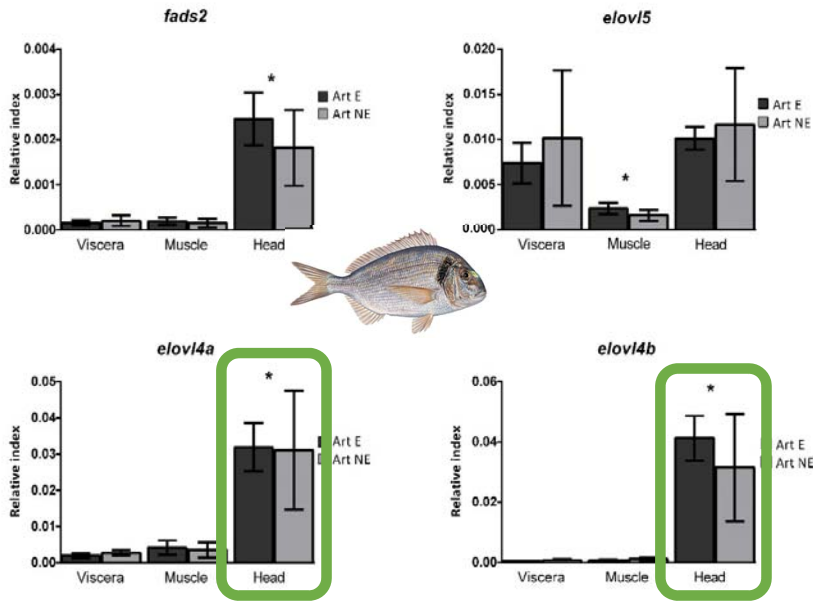 fads2
0.004
0.003
0.002
0.001
0.000
Relative index
*
Art E
Art NE
Viscera
Muscle
Head
elovl5
0.020
0.015
0.010
0.005
0.000
Relative index
*
Art E
Art NE
Viscera
Muscle
Head
elovl4a
0.05
0.04
0.03
0.02
0.01
0.00
Relative index
*
Art E
Art NE
Viscera
Muscle
Head
elovl4b
0.06
0.04
0.02
0.00
Relative index
*
Art E
Art NE
Viscera
Muscle
Head